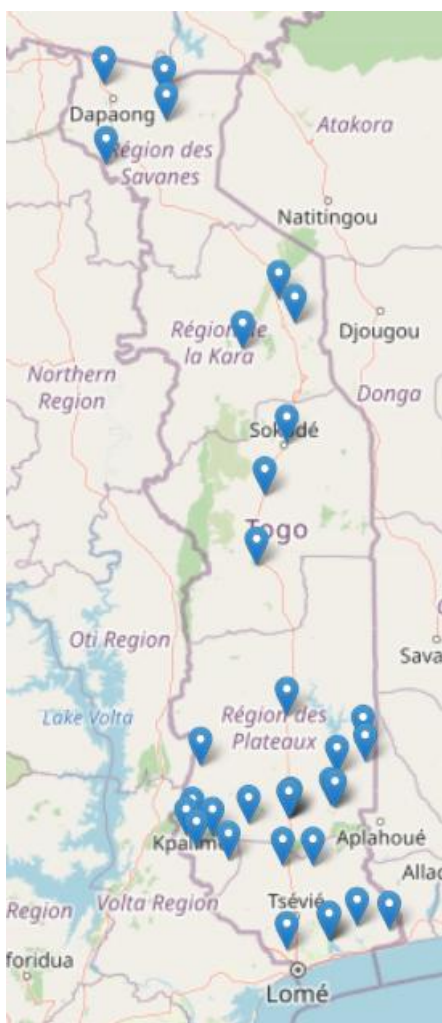 Dapaong
Atakora
Région des
Savanes
Natitingou
Région de
la Kara
Djougou
Northern
Region
Donga
Sokodé
Togo
Oti Region
Sava
Lake Volta
Région des
Plateaux
Kpalimé
Aplahoué
Allad
Volta Region
Tsévié
Region
foridua
Lomé